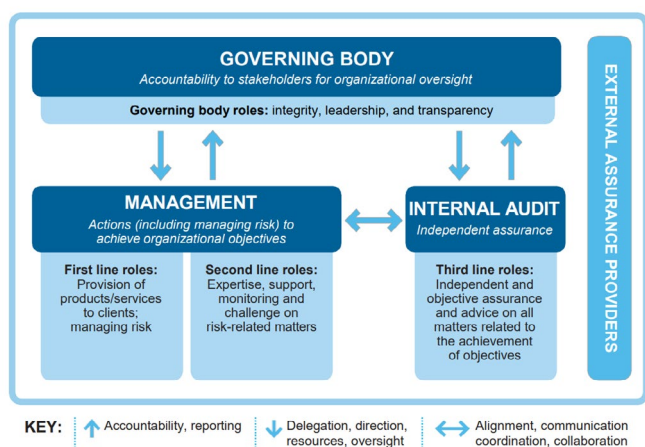 GOVERNING BODY
Accountability to stakeholders for organizational oversight
Governing body roles: integrity, leadership, and transparency
MANAGEMENT
Actions (including managing risk) to
achieve organizational objectives
First line roles:
Provision of
products/services
to clients;
managing risk
Second line roles:
Expertise, support,
monitoring and
challenge on
risk-related matters
INTERNAL AUDIT
Independent assurance
Third line roles:
Independent and
objective assurance
and advice on all
matters related to
the achievement
of objectives
EXTERNAL ASSURANCE PROVIDERS
KEY:
Accountability, reporting
Delegation, direction,
resources, oversight
Alignment, communication
coordination, collaboration